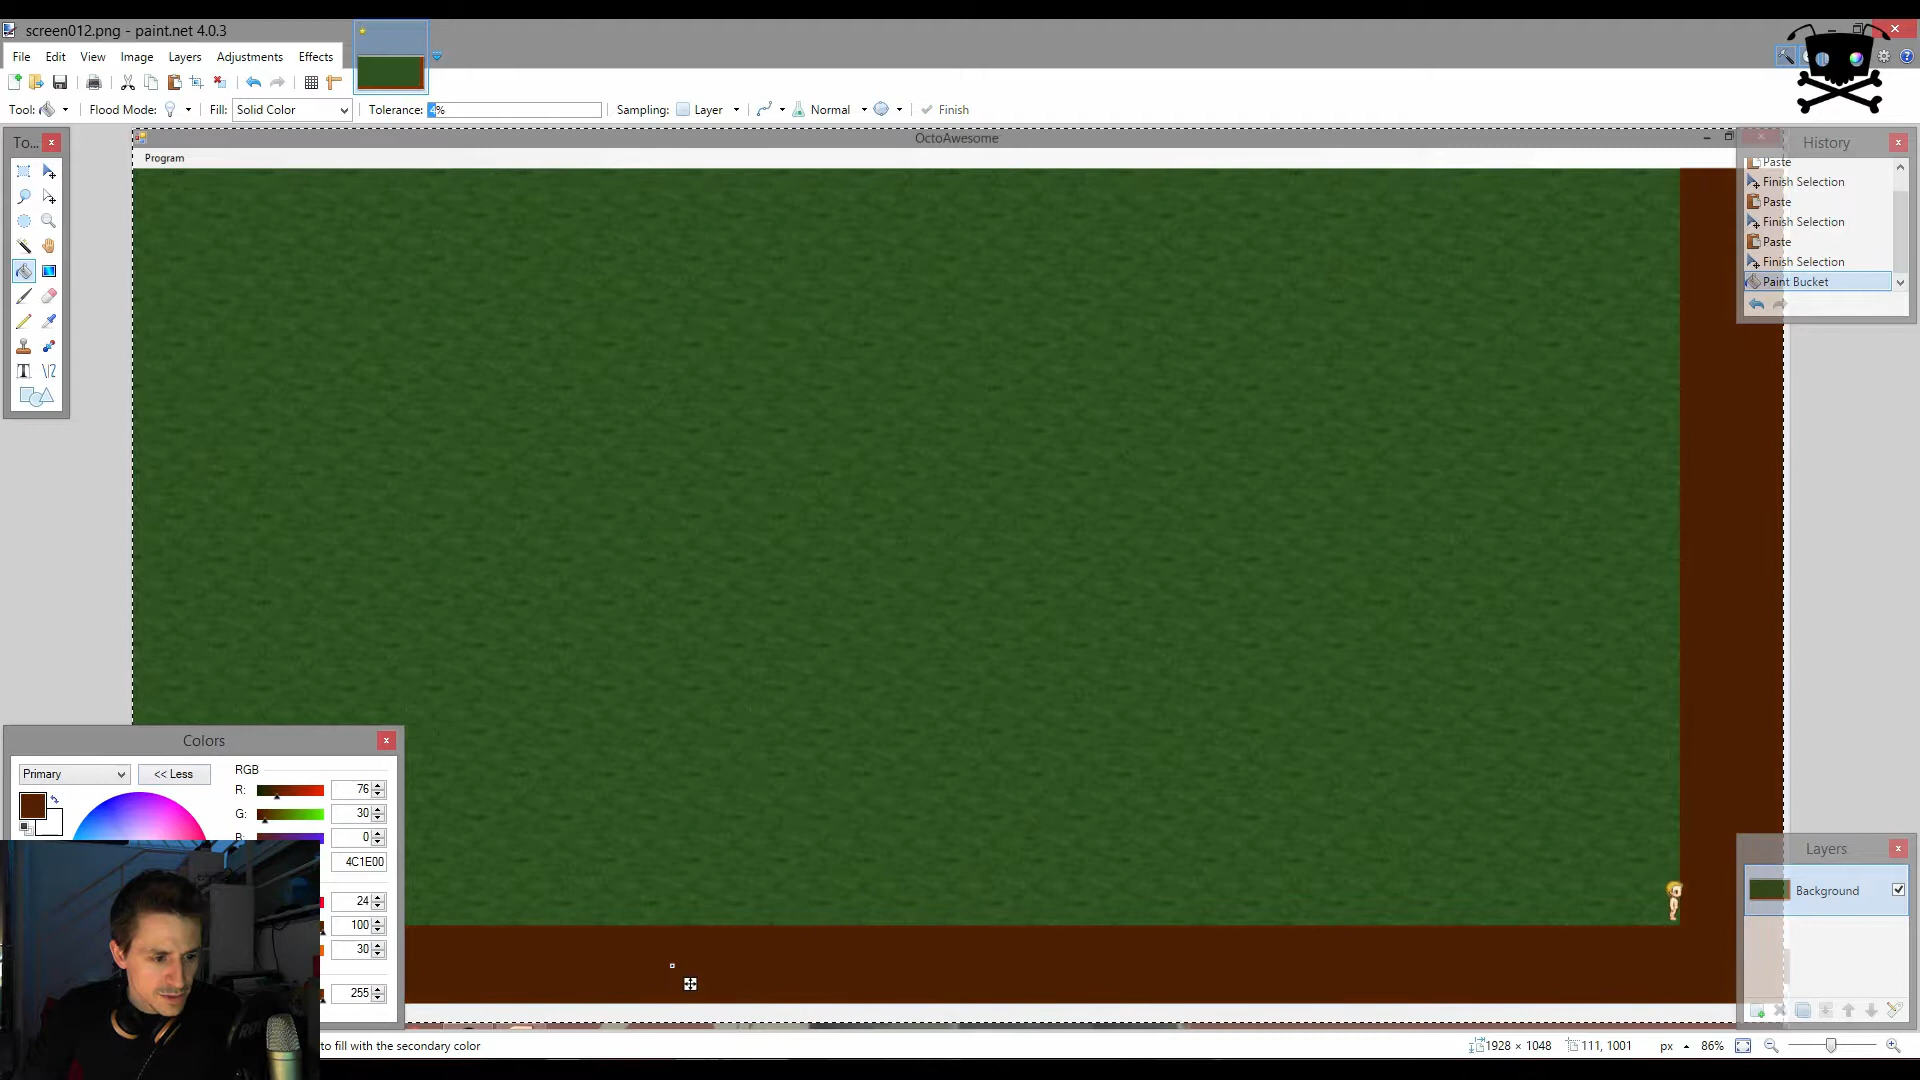 screen012.png - paint.net 4.0.3
File Edit View Image Layers Adjustments Effects
Tool: Flood Mode: Fill: Solid Color Tolerance: 4% Sampling: Layer Normal Finish
To...
OctoAwesome
Program
History
Paste
Finish Selection
Paste
Finish Selection
Paste
Finish Selection
Paint Bucket
Colors
Primary
<< Less
RGB
R: 76
G: 30
B: 0
4C1E00
24
100
30
255
Layers
Background
to fill with the secondary color
1928 × 1048
111, 1001
px
86%